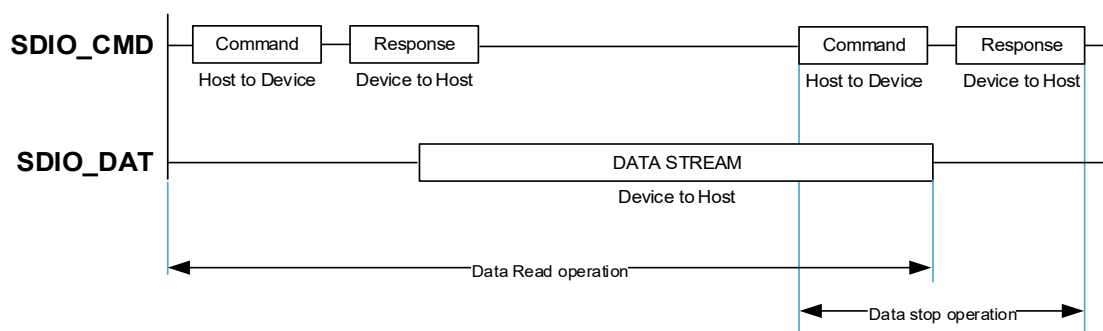 SDIO_CMD Command Response Command Response
Host to Device Device to Host Host to Device Device to Host
SDIO_DAT DATA STREAM
Device to Host
Data Read operation
Data stop operation